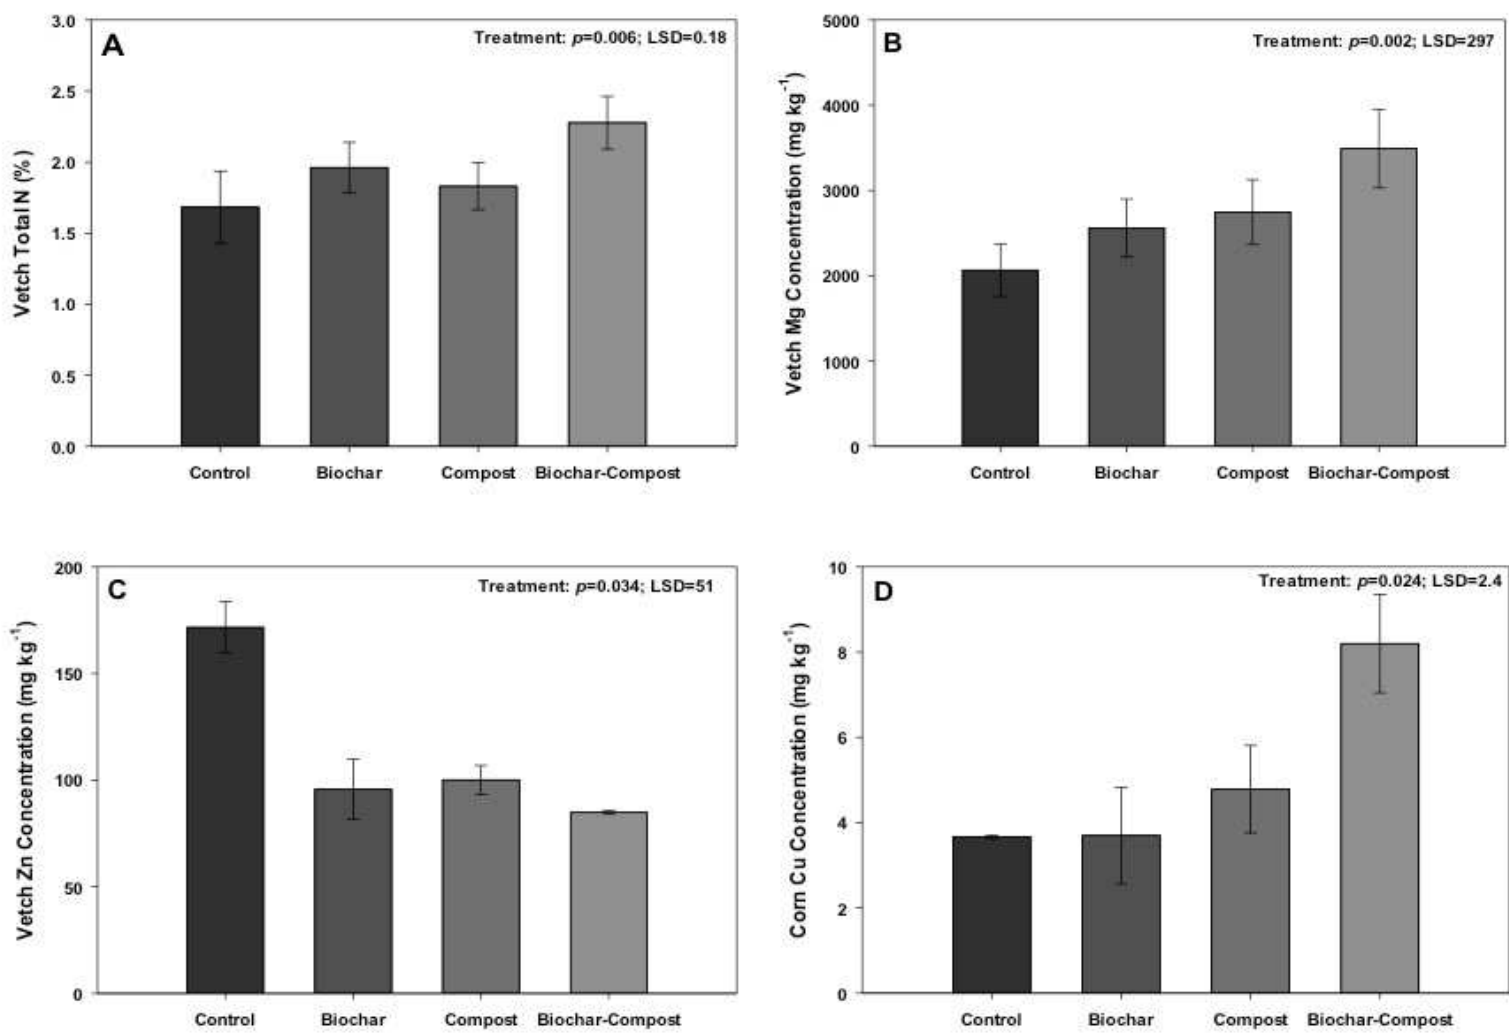 A
Treatment: p=0.006; LSD=0.18
Vetch Total N (%)
3.0
2.5
2.0
1.5
1.0
0.5
0.0
Control Biochar Compost Biochar-Compost
B
Treatment: p=0.002; LSD=297
Vetch Mg Concentration (mg kg⁻¹)
5000
4000
3000
2000
1000
0
Control Biochar Compost Biochar-Compost
C
Treatment: p=0.034; LSD=51
Vetch Zn Concentration (mg kg⁻¹)
200
150
100
50
0
Control Biochar Compost Biochar-Compost
D
Treatment: p=0.024; LSD=2.4
Corn Cu Concentration (mg kg⁻¹)
10
8
6
4
2
0
Control Biochar Compost Biochar-Compost